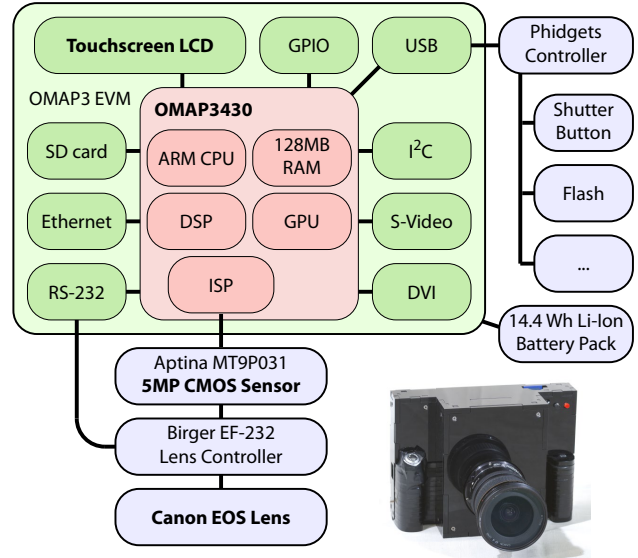 Touchscreen LCD
GPIO
USB
Phidgets
Controller
OMAP3 EVM
OMAP3430
Shutter
Button
SD card
ARM CPU
128MB
RAM
I²C
Flash
Ethernet
DSP
GPU
S-Video
...
RS-232
ISP
DVI
14.4 Wh Li-Ion
Battery Pack
Aptina MT9P031
5MP CMOS Sensor
Birger EF-232
Lens Controller
Canon EOS Lens